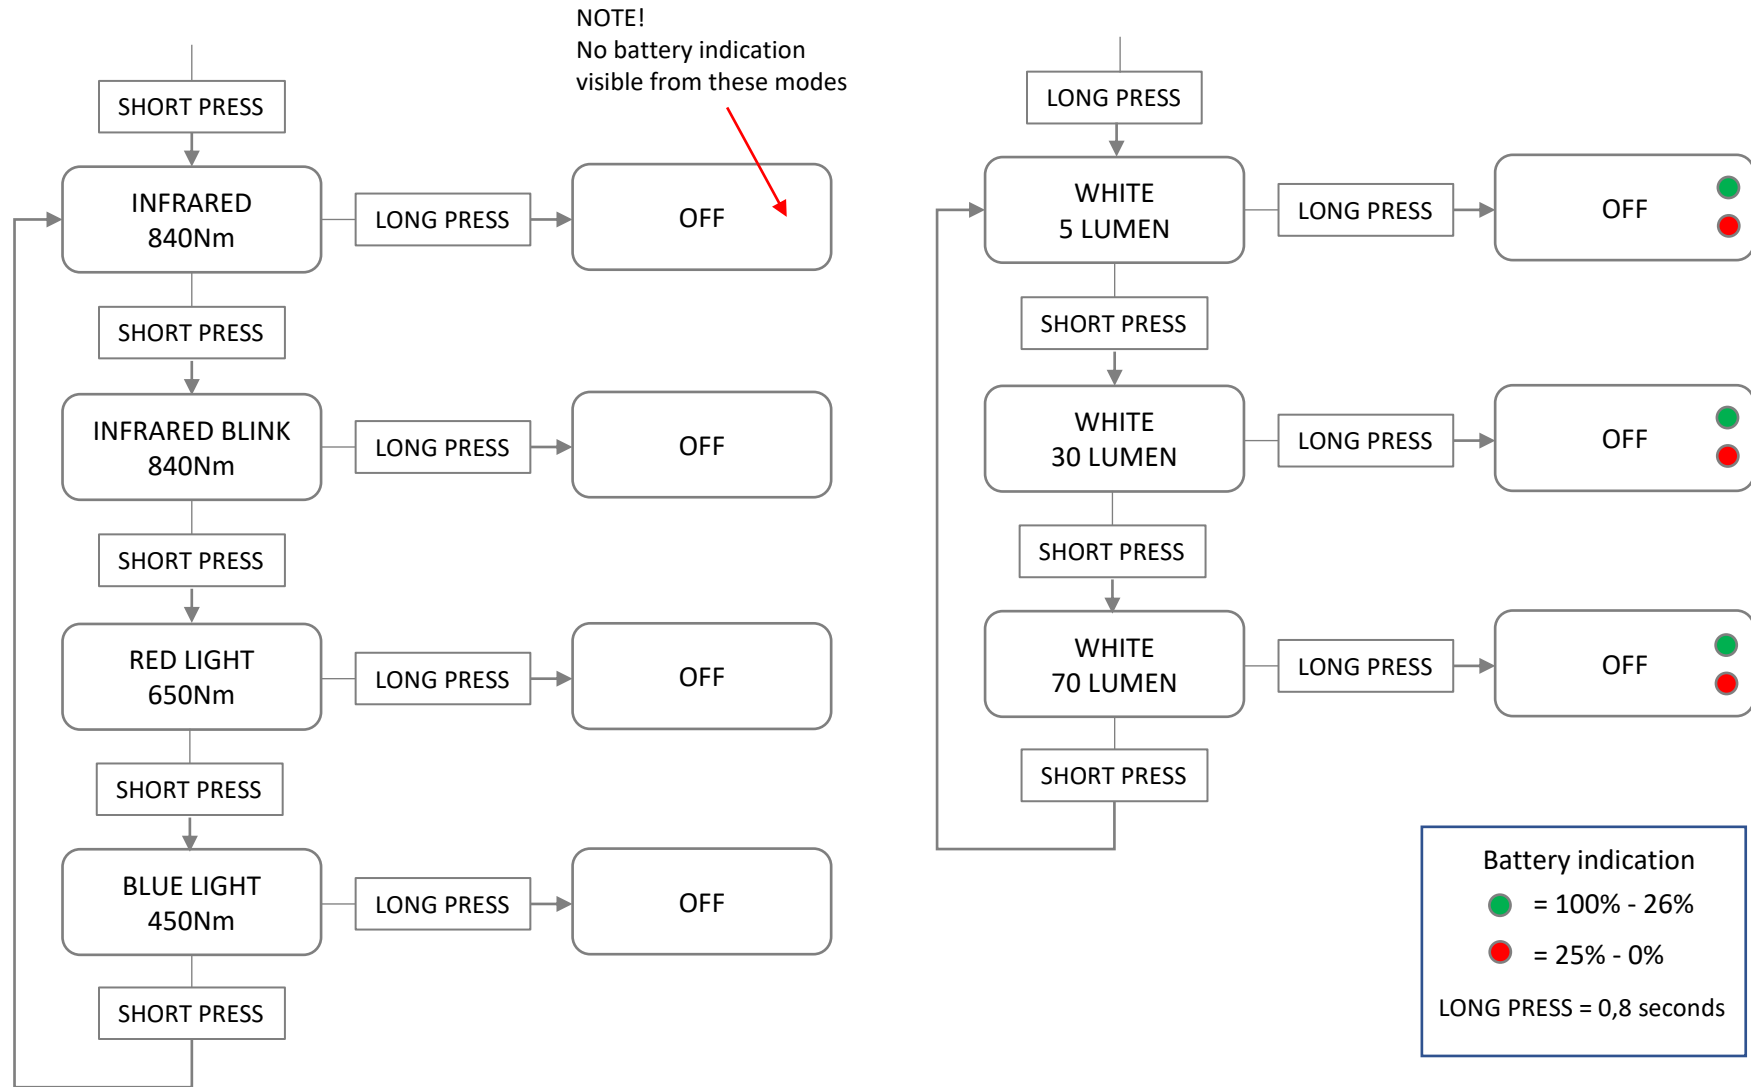 NOTE!
No battery indication
visible from these modes
SHORT PRESS
INFRARED
840Nm
LONG PRESS
OFF
SHORT PRESS
INFRARED BLINK
840Nm
LONG PRESS
OFF
SHORT PRESS
RED LIGHT
650Nm
LONG PRESS
OFF
SHORT PRESS
BLUE LIGHT
450Nm
LONG PRESS
OFF
SHORT PRESS
LONG PRESS
WHITE
5 LUMEN
LONG PRESS
OFF
SHORT PRESS
WHITE
30 LUMEN
LONG PRESS
OFF
SHORT PRESS
WHITE
70 LUMEN
LONG PRESS
OFF
SHORT PRESS
Battery indication
= 100% - 26%
= 25% - 0%
LONG PRESS = 0,8 seconds